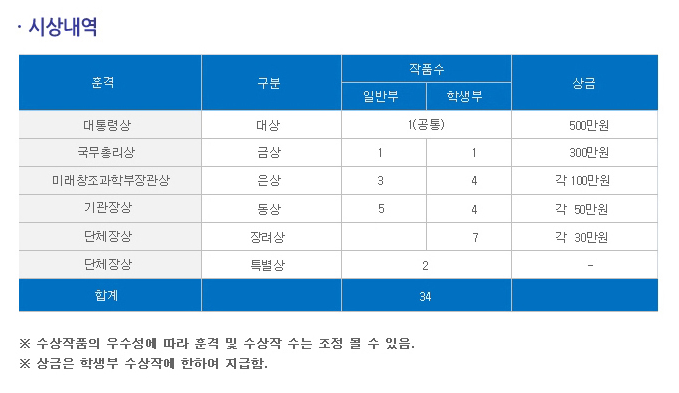 · 시상내역
훈격 구분 작품수 상금
일반부 학생부
대통령상 대상 1(공통) 500만원
국무총리상 금상 1 1 300만원
미래창조과학부장관상 은상 3 4 각 100만원
기관장상 동상 5 4 각 50만원
단체장상 장려상 7 각 30만원
단체장상 특별상 2 -
합계 34
※ 수상작품의 우수성에 따라 훈격 및 수상작 수는 조정 될 수 있음.
※ 상금은 학생부 수상작에 한하여 지급함.